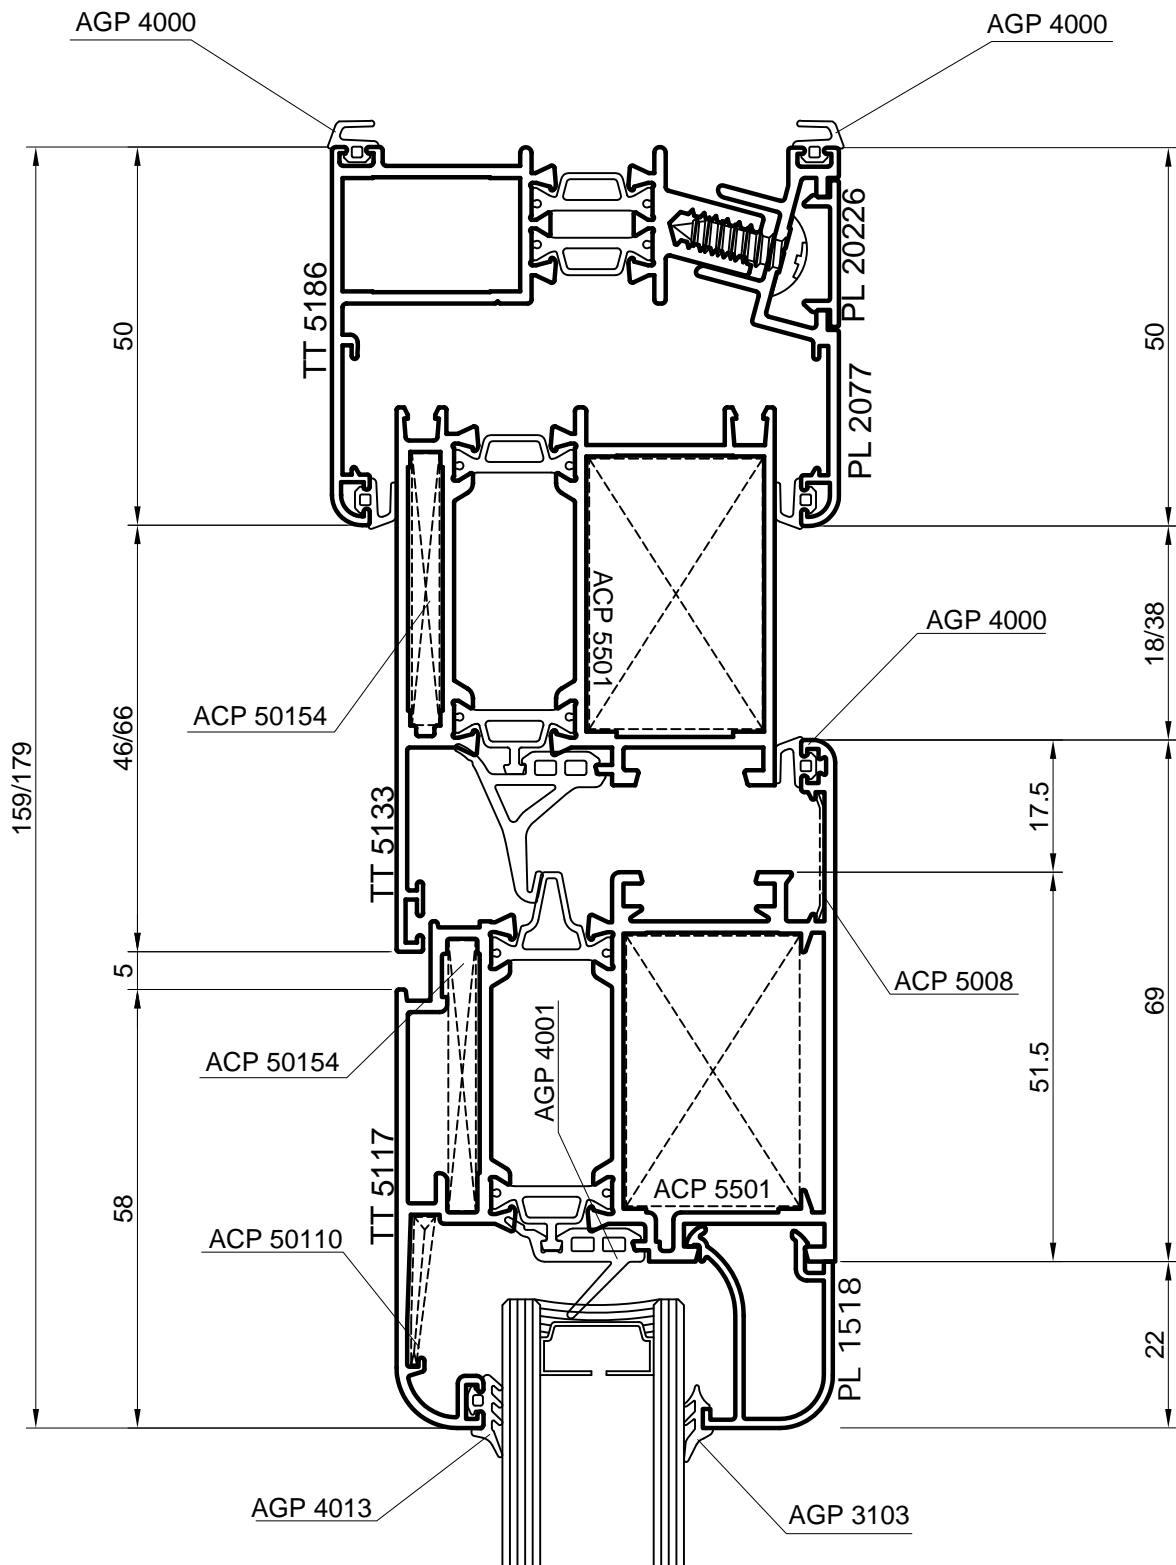 AGP 4000
AGP 4000
TT 5186
PL 20226
50
50
PL 2077
ACP 5501
AGP 4000
18/38
ACP 50154
46/66
159/179
17.5
TT 5133
5
ACP 5008
69
ACP 50154
AGP 4001
51.5
TT 5117
58
ACP 5501
ACP 50110
PL 1518
22
AGP 4013
AGP 3103